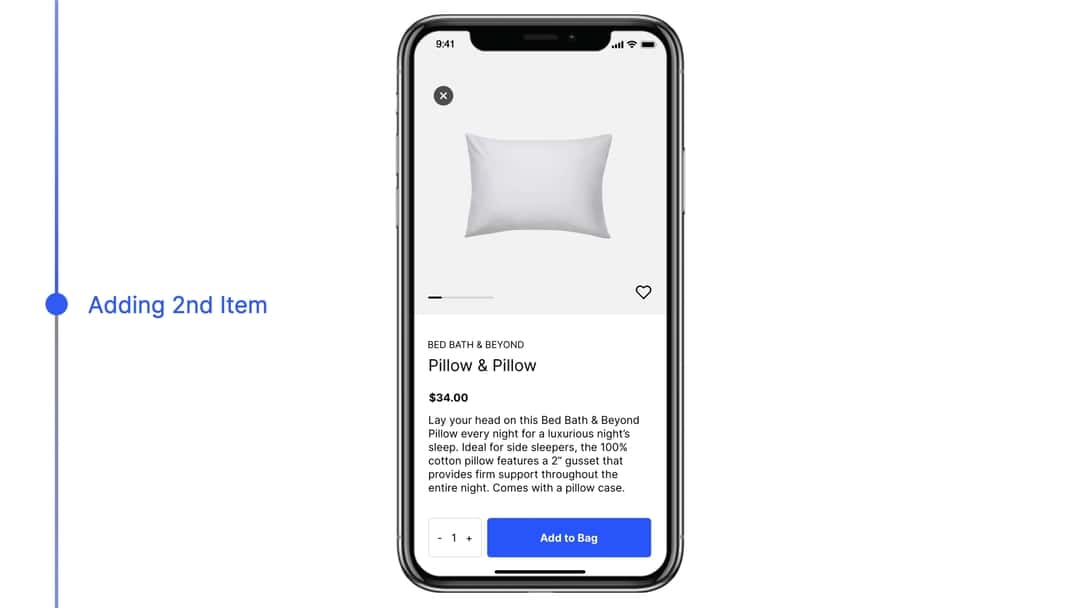 9:41
Adding 2nd Item
BED BATH & BEYOND
Pillow & Pillow
$34.00
Lay your head on this Bed Bath & Beyond
Pillow every night for a luxurious night's
sleep. Ideal for side sleepers, the 100%
cotton pillow features a 2” gusset that
provides firm support throughout the
entire night. Comes with a pillow case.
- 1 +
Add to Bag